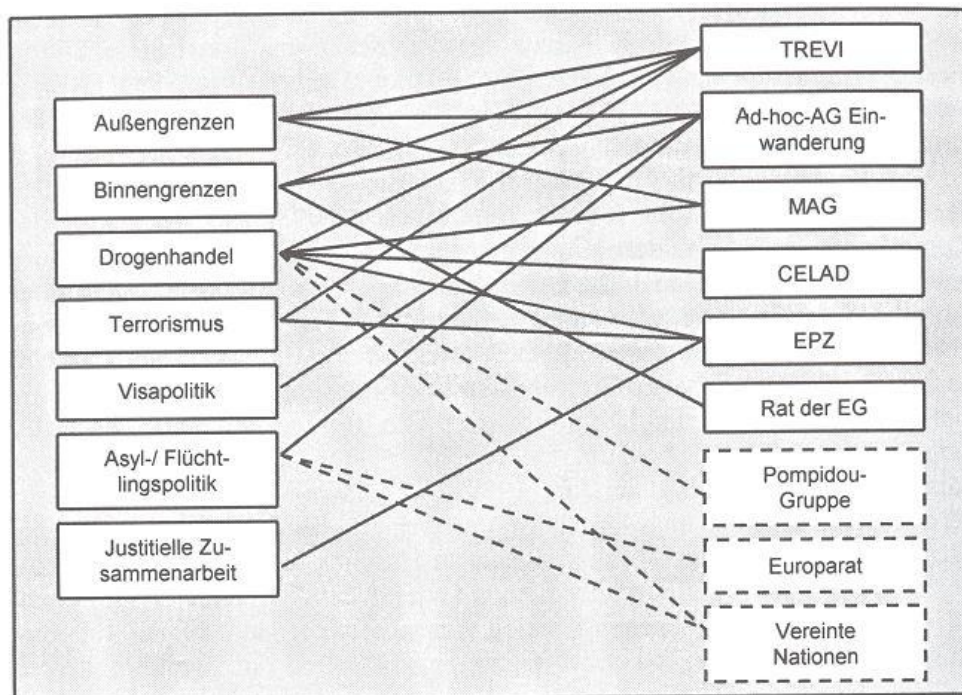 Außengrenzen
Binnengrenzen
Drogenhandel
Terrorismus
Visapolitik
Asyl-/ Flücht-
lingspolitik
Justitielle Zu-
sammenarbeit
TREVI
Ad-hoc-AG Ein-
wanderung
MAG
CELAD
EPZ
Rat der EG
Pompidou-
Gruppe
Europarat
Vereinte
Nationen